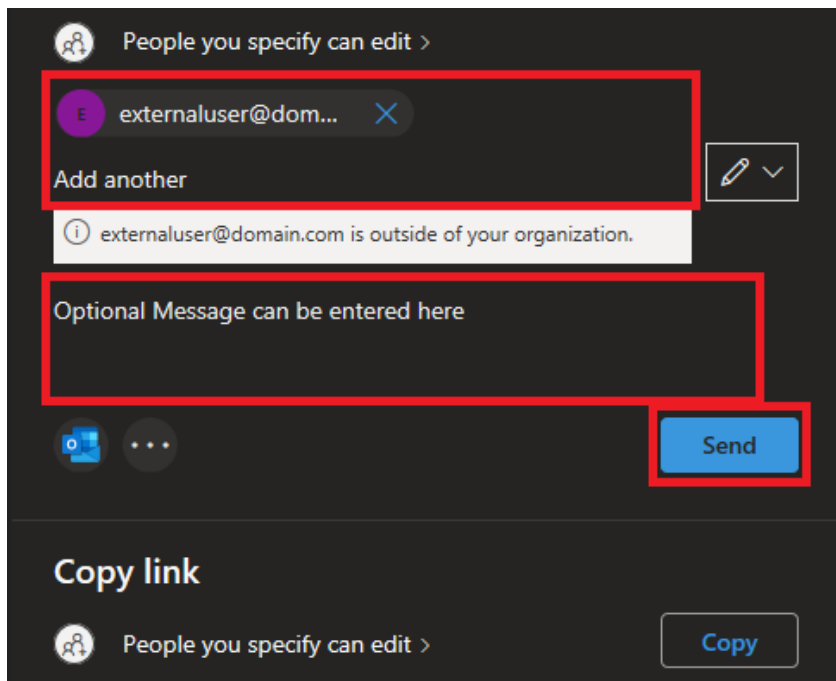 People you specify can edit >
E externaluser@dom...
Add another
externaluser@domain.com is outside of your organization.
Optional Message can be entered here
Send
Copy link
People you specify can edit >
Copy